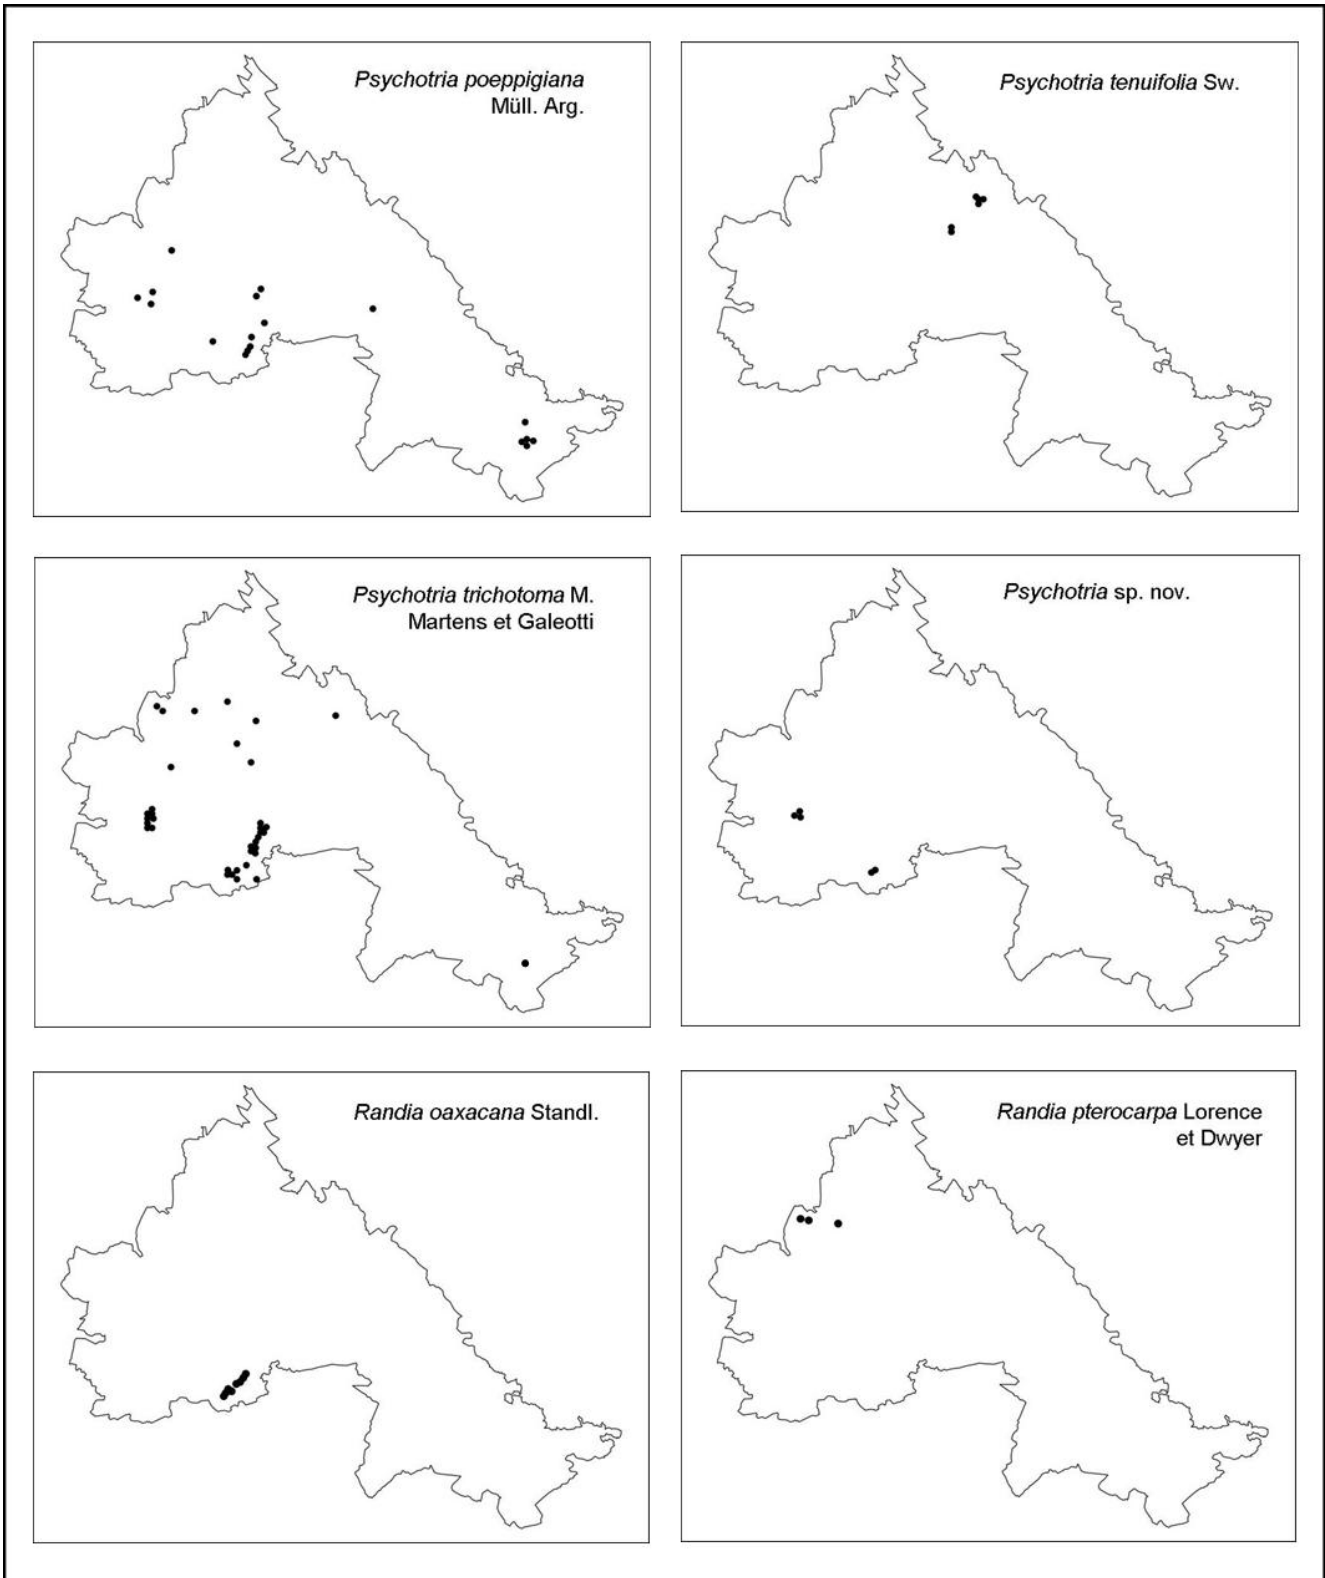 Psychotria poeppigiana
Müll. Arg.
Psychotria tenuifolia Sw.
Psychotria trichotoma M.
Martens et Galeotti
Psychotria sp. nov.
Randia oaxacana Standl.
Randia pterocarpa Lorence
et Dwyer